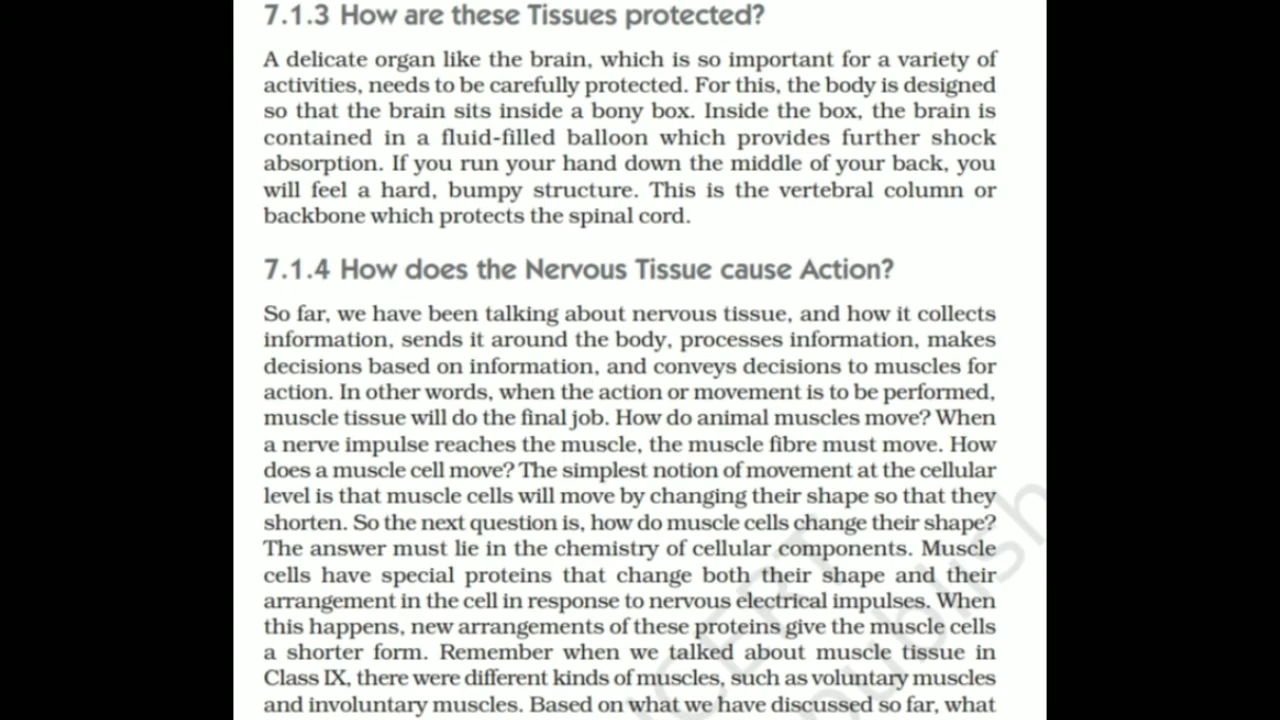 7.1.3 How are these Tissues protected?
A delicate organ like the brain, which is so important for a variety of
activities, needs to be carefully protected. For this, the body is designed
so that the brain sits inside a bony box. Inside the box, the brain is
contained in a fluid-filled balloon which provides further shock
absorption. If you run your hand down the middle of your back, you
will feel a hard, bumpy structure. This is the vertebral column or
backbone which protects the spinal cord.
7.1.4 How does the Nervous Tissue cause Action?
So far, we have been talking about nervous tissue, and how it collects
information, sends it around the body, processes information, makes
decisions based on information, and conveys decisions to muscles for
action. In other words, when the action or movement is to be performed,
muscle tissue will do the final job. How do animal muscles move? When
a nerve impulse reaches the muscle, the muscle fibre must move. How
does a muscle cell move? The simplest notion of movement at the cellular
level is that muscle cells will move by changing their shape so that they
shorten. So the next question is, how do muscle cells change their shape?
The answer must lie in the chemistry of cellular components. Muscle
cells have special proteins that change both their shape and their
arrangement in the cell in response to nervous electrical impulses. When
this happens, new arrangements of these proteins give the muscle cells
a shorter form. Remember when we talked about muscle tissue in
Class IX, there were different kinds of muscles, such as voluntary muscles
and involuntary muscles. Based on what we have discussed so far, what
NCERT
publish